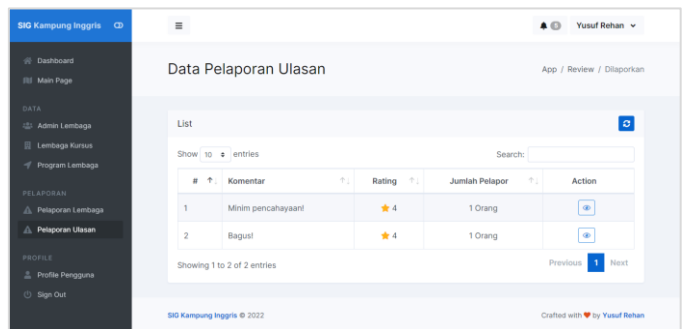 SIG Kampung Inggris
Yusuf Rehan
Dashboard
Main Page
DATA
Admin Lembaga
Lembaga Kursus
Program Lembaga
PELAPORAN
Pelaporan Lembaga
Pelaporan Ulasan
PROFILE
Profile Pengguna
Sign Out
Data Pelaporan Ulasan
App / Review / Dilaporkan
List
Show 10 entries
Search:
# Komentar Rating Jumlah Pelapor Action
1 Minim pencahayaan! 4 1 Orang
2 Bagus! 4 1 Orang
Showing 1 to 2 of 2 entries
Previous 1 Next
SIG Kampung Inggris © 2022
Crafted with ❤ by Yusuf Rehan